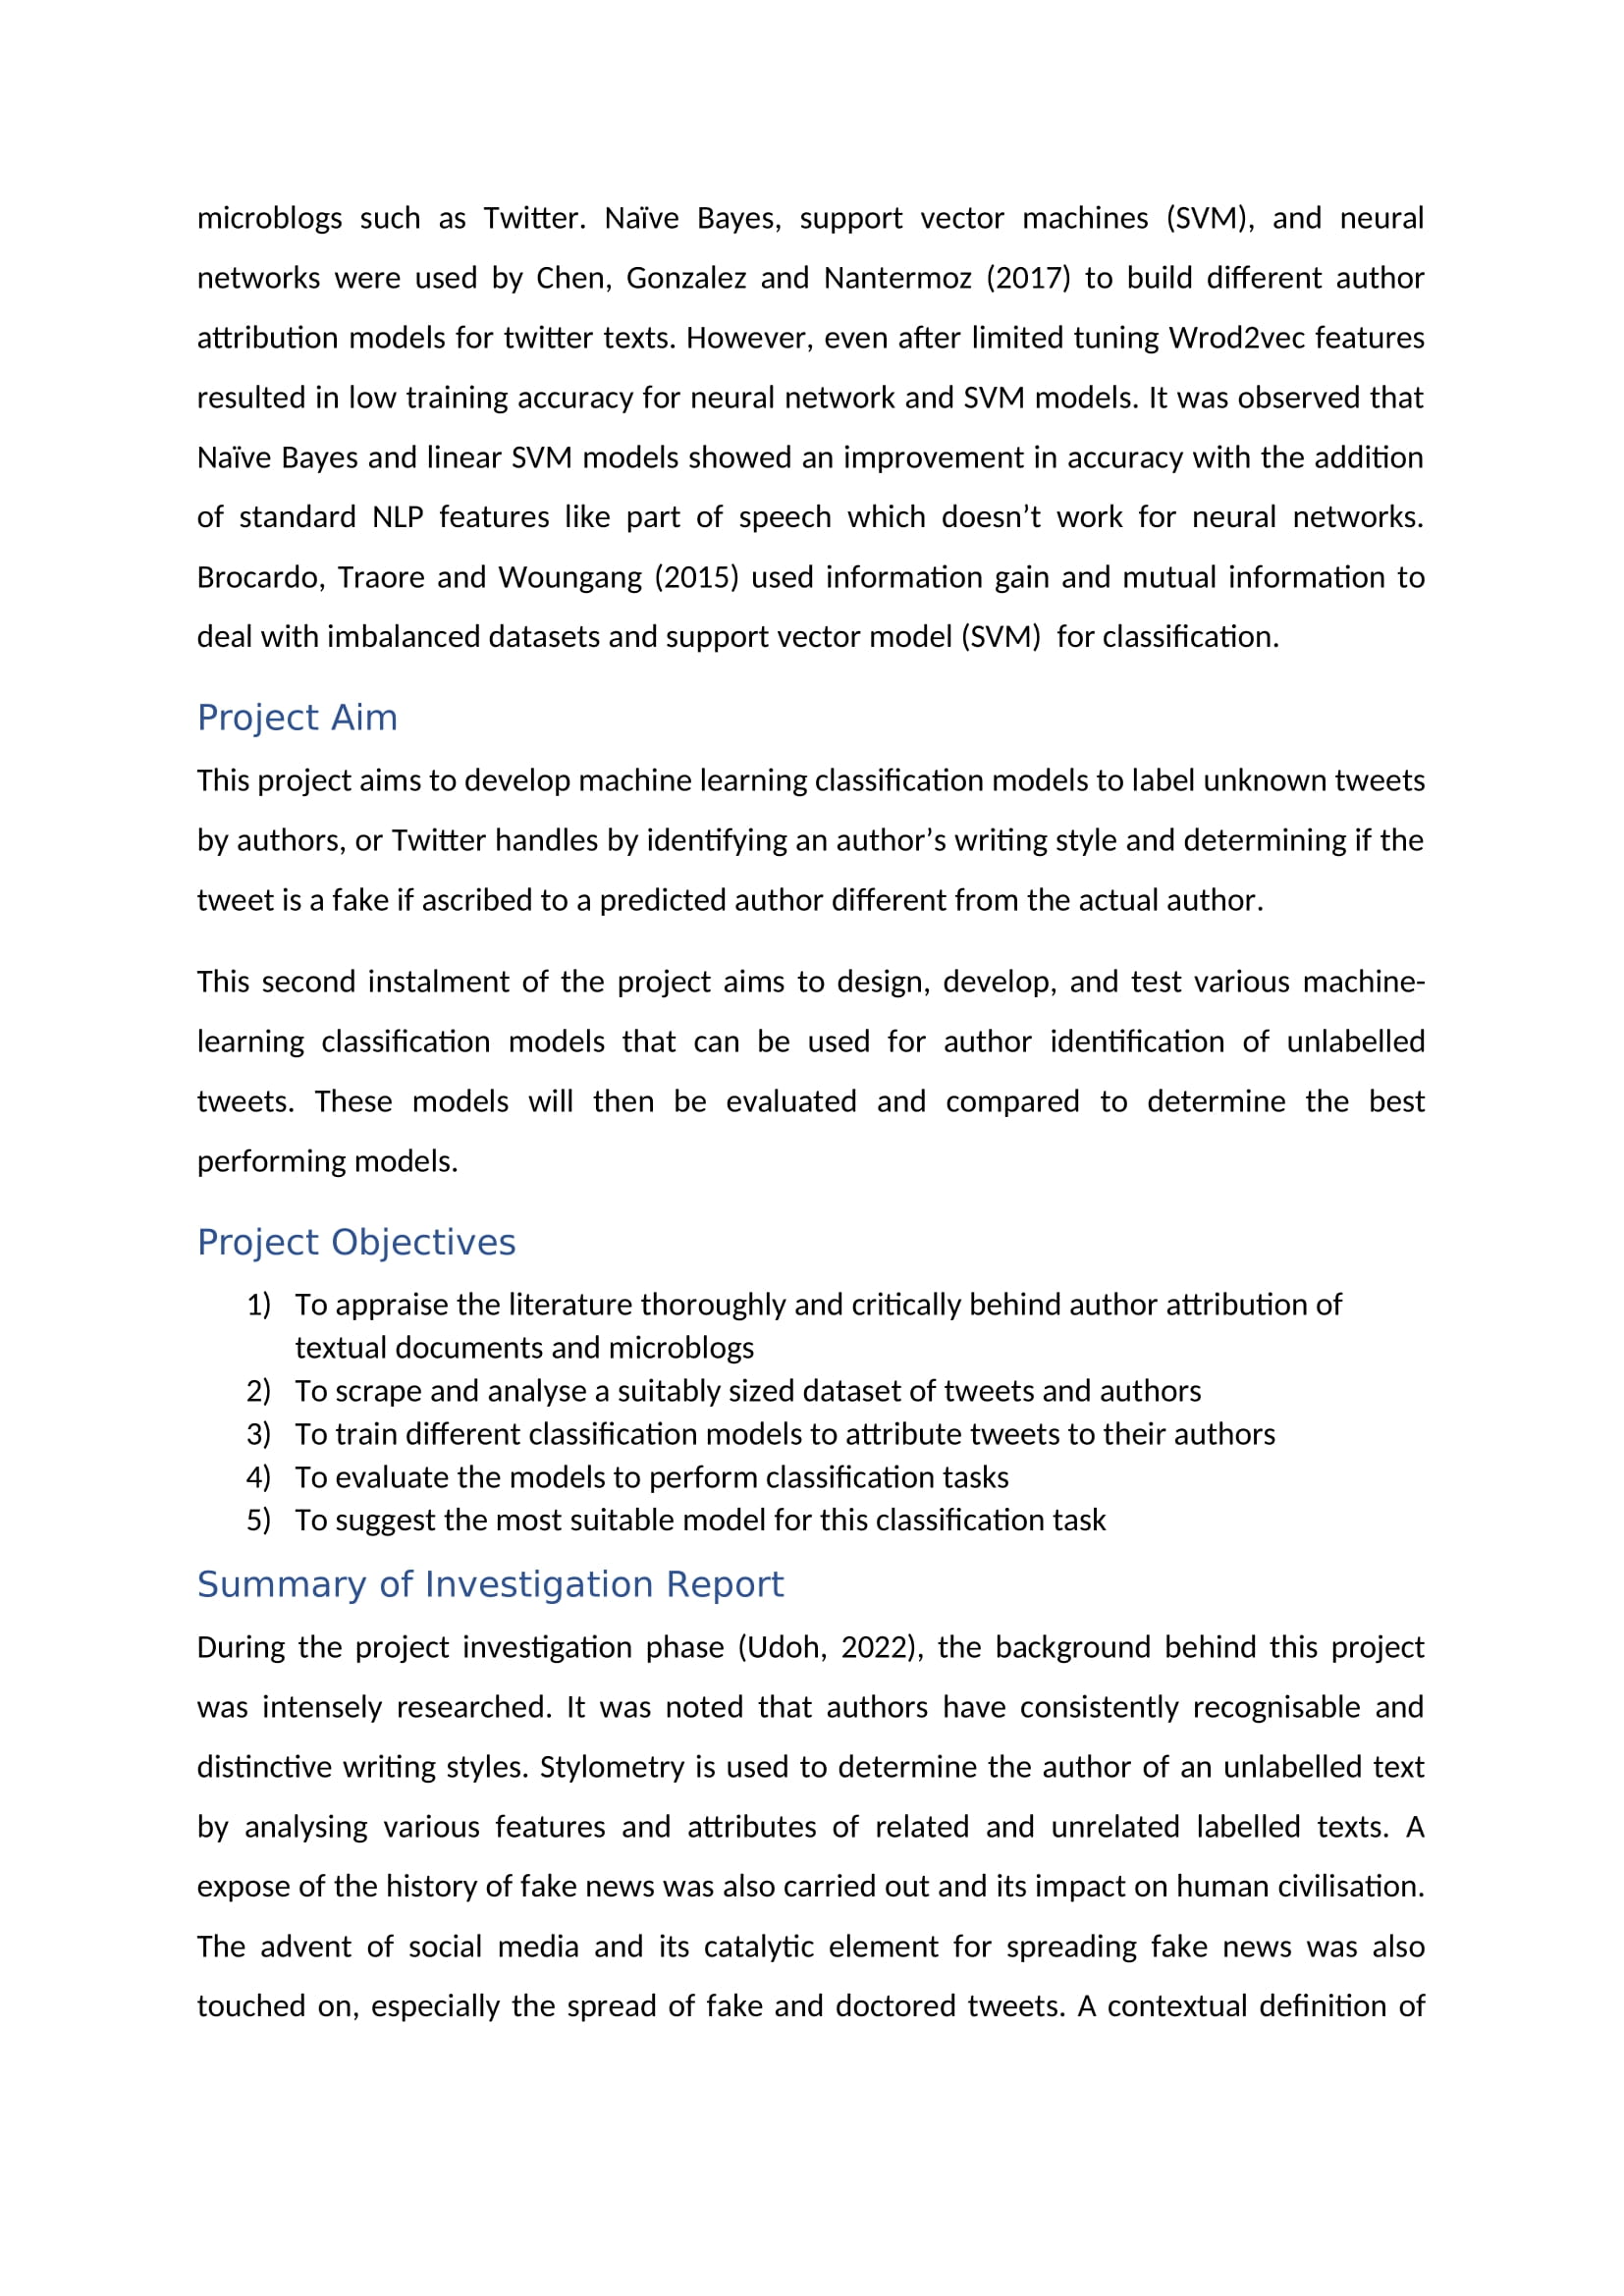 microblogs such as Twitter. Naïve Bayes, support vector machines (SVM), and neural
networks were used by Chen, Gonzalez and Nantermoz (2017) to build different author
attribution models for twitter texts. However, even after limited tuning Wrod2vec features
resulted in low training accuracy for neural network and SVM models. It was observed that
Naïve Bayes and linear SVM models showed an improvement in accuracy with the addition
of standard NLP features like part of speech which doesn’t work for neural networks.
Brocardo, Traore and Woungang (2015) used information gain and mutual information to
deal with imbalanced datasets and support vector model (SVM)  for classification.
Project Aim
This project aims to develop machine learning classification models to label unknown tweets
by authors, or Twitter handles by identifying an author’s writing style and determining if the
tweet is a fake if ascribed to a predicted author different from the actual author.
This second instalment of the project aims to design, develop, and test various machine-
learning classification models that can be used for author identification of unlabelled
tweets. These models will then be evaluated and compared to determine the best
performing models.
Project Objectives
1) To appraise the literature thoroughly and critically behind author attribution of
textual documents and microblogs
2) To scrape and analyse a suitably sized dataset of tweets and authors
3) To train different classification models to attribute tweets to their authors
4) To evaluate the models to perform classification tasks
5) To suggest the most suitable model for this classification task
Summary of Investigation Report
During the project investigation phase (Udoh, 2022), the background behind this project
was intensely researched. It was noted that authors have consistently recognisable and
distinctive writing styles. Stylometry is used to determine the author of an unlabelled text
by analysing various features and attributes of related and unrelated labelled texts. A
expose of the history of fake news was also carried out and its impact on human civilisation.
The advent of social media and its catalytic element for spreading fake news was also
touched on, especially the spread of fake and doctored tweets. A contextual definition of